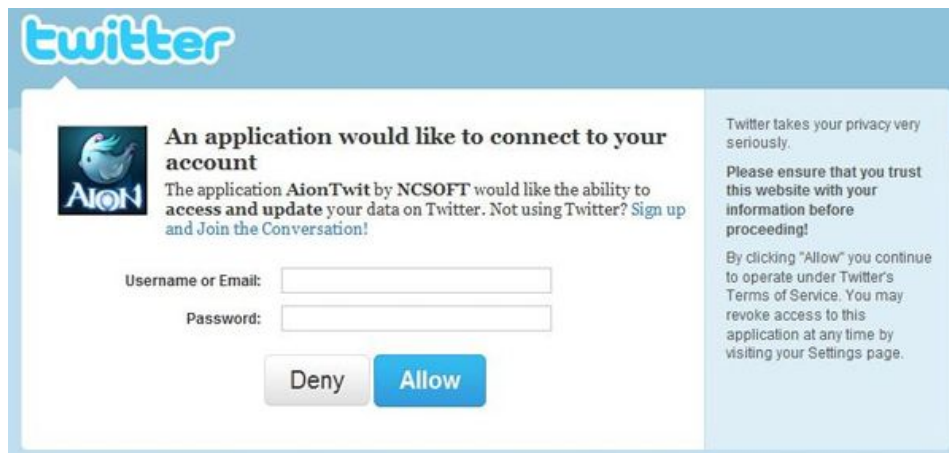 twitter
An application would like to connect to your
account
The application AionTwit by NCSOFT would like the ability to
access and update your data on Twitter. Not using Twitter? Sign up
and Join the Conversation!
AION
Username or Email:
Password:
Deny
Allow
Twitter takes your privacy very
seriously.
Please ensure that you trust
this website with your
information before
proceeding!
By clicking "Allow" you continue
to operate under Twitter's
Terms of Service. You may
revoke access to this
application at any time by
visiting your Settings page.